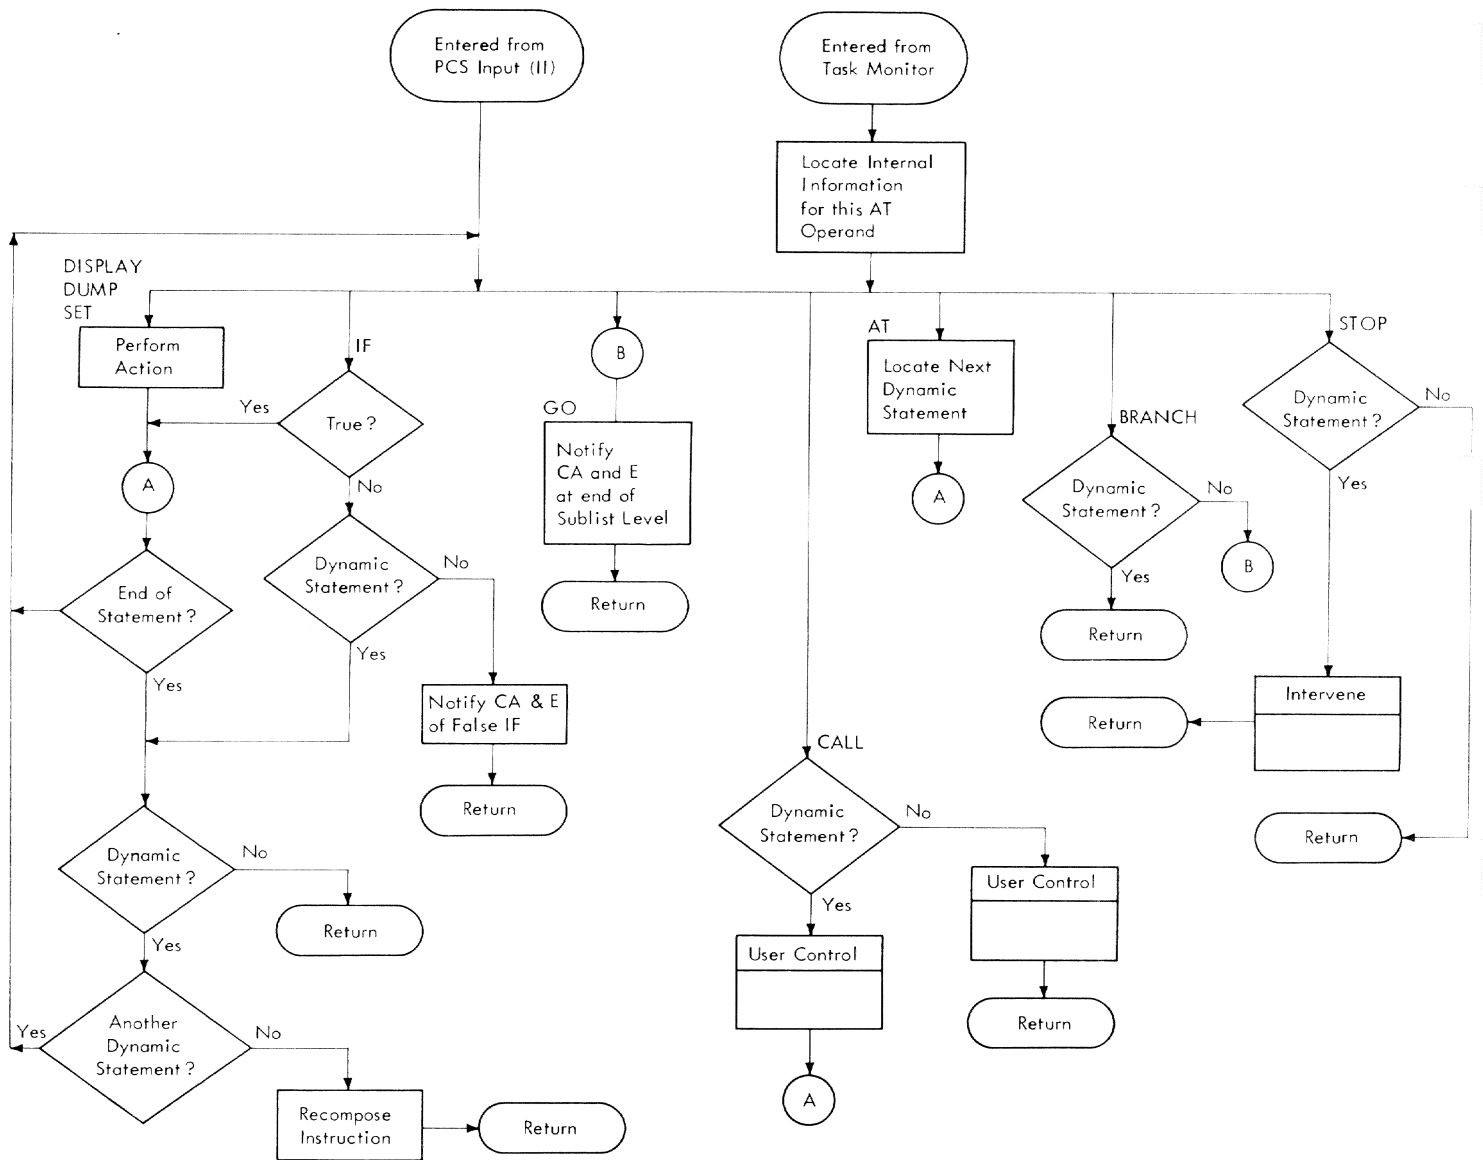 Entered from
PCS Input (II)
Entered from
Task Monitor
Locate Internal
Information
for this AT
Operand
DISPLAY
DUMP
SET
Perform
Action
IF
True?
Yes
No
A
B
GO
Notify
CA and E
at end of
Sublist Level
Return
AT
Locate Next
Dynamic
Statement
A
BRANCH
Dynamic
Statement?
No
Yes
B
Return
STOP
Dynamic
Statement?
No
Yes
Intervene
Return
Return
End of
Statement?
Yes
Dynamic
Statement?
No
Yes
Notify CA & E
of False IF
Return
CALL
Dynamic
Statement?
No
Yes
User Control
Return
User Control
A
Dynamic
Statement?
No
Yes
Return
Another
Dynamic
Statement?
Yes
No
Recompose
Instruction
Return